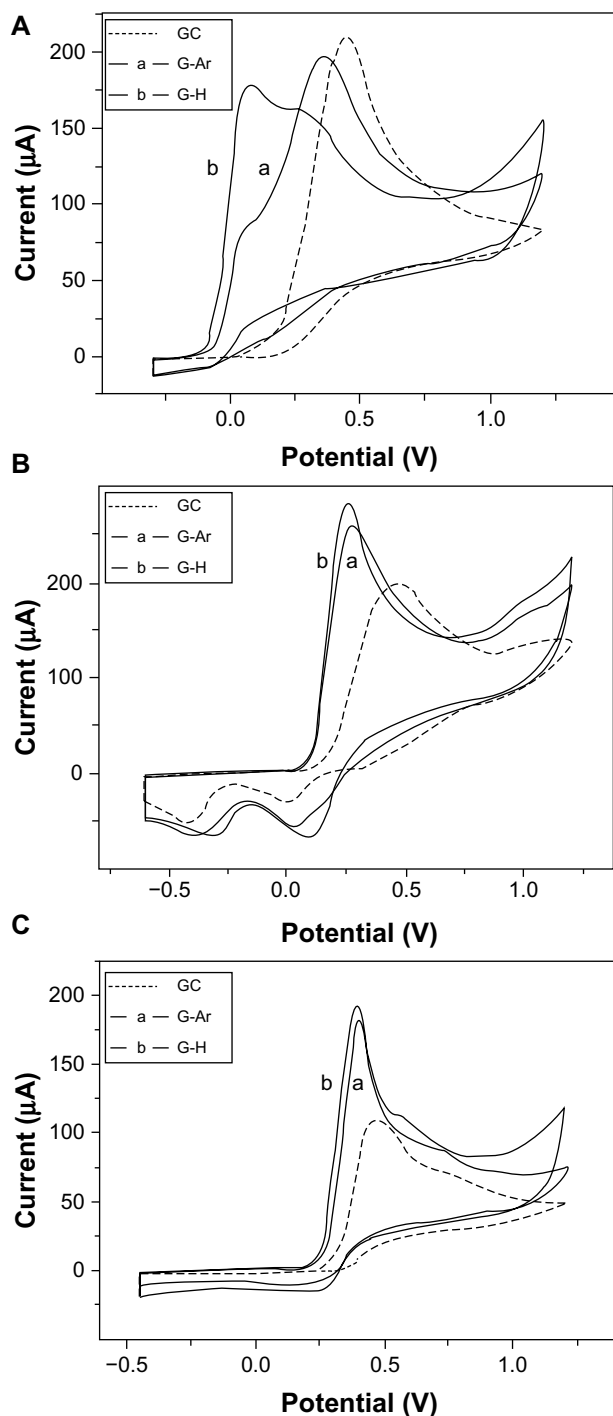 A
GC
a G-Ar
b G-H
200
150
100
50
0
b
a
Current (µA)
0.0
0.5
1.0
Potential (V)
B
GC
a G-Ar
b G-H
200
100
0
b
a
Current (µA)
−0.5
0.0
0.5
1.0
Potential (V)
C
GC
a G-Ar
b G-H
200
150
100
50
0
b
a
Current (µA)
−0.5
0.0
0.5
1.0
Potential (V)